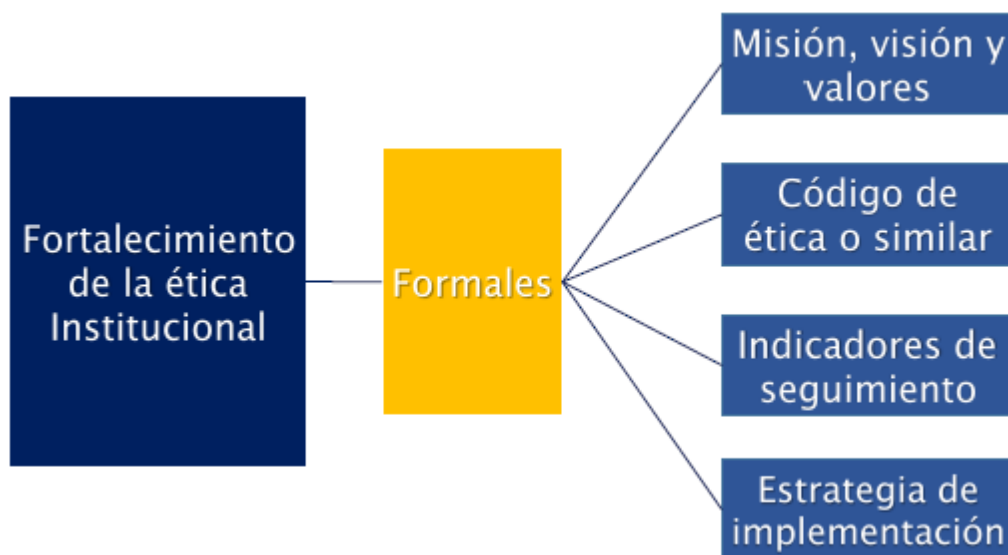 Fortalecimiento
de la ética
Institucional
Formales
Misión, visión y
valores
Código de
ética o similar
Indicadores de
seguimiento
Estrategia de
implementación